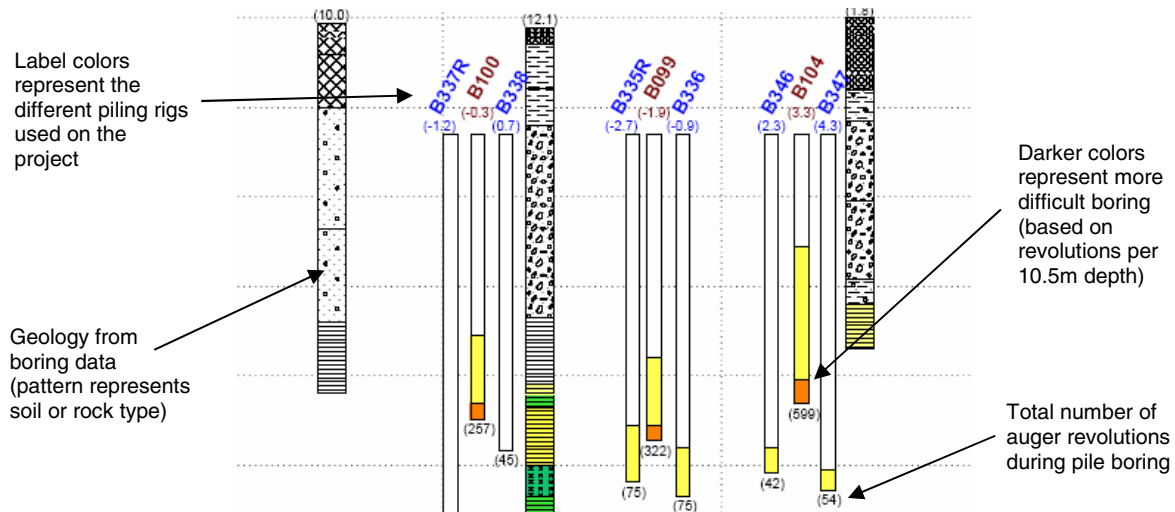 (10.0)
(12.1)
(1.8)
Label colors
represent the
different piling rigs
used on the
project
B337R
B100
B338
B335R
B099
B336
B346
B104
B347
(-1.2)
(-0.3)
(0.7)
(-2.7)
(-1.9)
(-0.9)
(2.3)
(3.3)
(4.3)
Darker colors
represent more
difficult boring
(based on
revolutions per
10.5m depth)
Geology from
boring data
(pattern represents
soil or rock type)
(257)
(45)
(75)
(322)
(75)
(42)
(599)
(54)
Total number of
auger revolutions
during pile boring